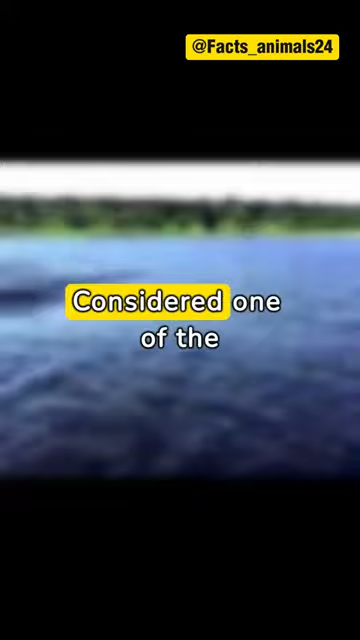 @Facts_animals24
Considered one
of the